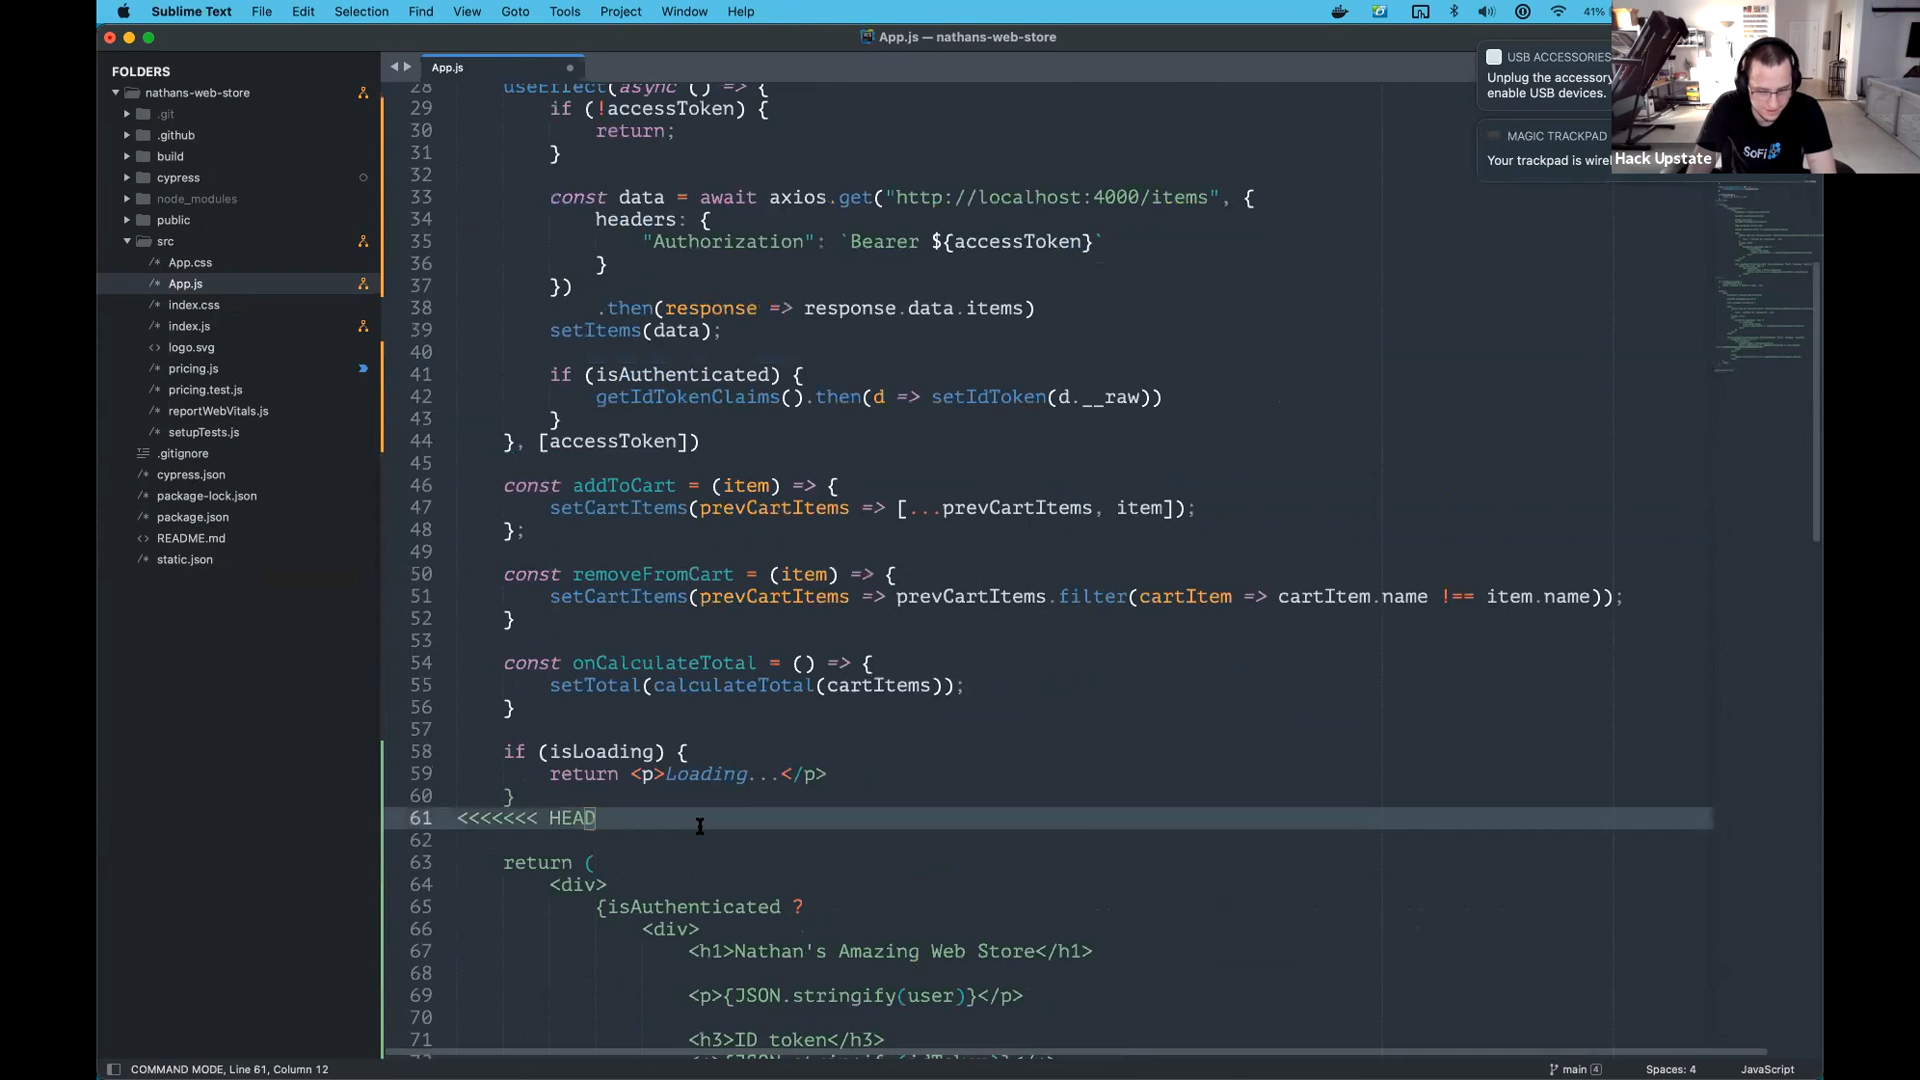 Sublime Text File Edit Selection Find View Goto Tools Project Window Help 41%
App.js — nathans-web-store
FOLDERS
nathans-web-store
.git
.github
build
cypress
node_modules
public
src
/* App.css
/* App.js
/* index.css
/* index.js
<> logo.svg
/* pricing.js
/* pricing.test.js
/* reportWebVitals.js
/* setupTests.js
.gitignore
/* cypress.json
/* package-lock.json
/* package.json
<> README.md
/* static.json
App.js
28 useEffect(async () => {
29 if (!accessToken) {
30 return;
31 }
32
33 const data = await axios.get("http://localhost:4000/items", {
34 headers: {
35 "Authorization": `Bearer ${accessToken}`
36 }
37 })
38 .then(response => response.data.items)
39 setItems(data);
40
41 if (isAuthenticated) {
42 getIdTokenClaims().then(d => setIdToken(d.__raw))
43 }
44 }, [accessToken])
45
46 const addToCart = (item) => {
47 setCartItems(prevCartItems => [...prevCartItems, item]);
48 };
49
50 const removeFromCart = (item) => {
51 setCartItems(prevCartItems => prevCartItems.filter(cartItem => cartItem.name !== item.name));
52 }
53
54 const onCalculateTotal = () => {
55 setTotal(calculateTotal(cartItems));
56 }
57
58 if (isLoading) {
59 return <p>Loading...</p>
60 }
61 <<<<<<< HEAD
62
63 return (
64 <div>
65 {isAuthenticated ?
66 <div>
67 <h1>Nathan's Amazing Web Store</h1>
68
69 <p>{JSON.stringify(user)}</p>
70
71 <h3>ID token</h3>
USB ACCESSORIES
Unplug the accessory
enable USB devices.
MAGIC TRACKPAD
Your trackpad is wirel
SoFi
Hack Upstate
COMMAND MODE, Line 61, Column 12
main 4
Spaces: 4
JavaScript